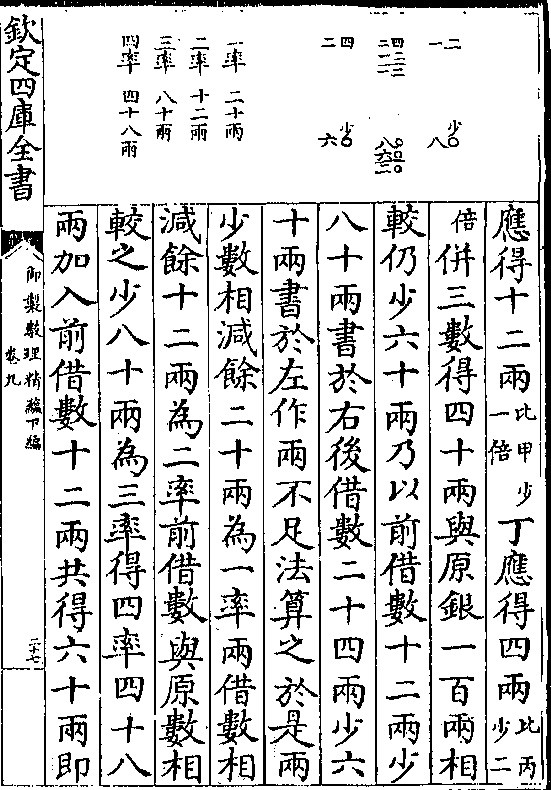 二 少〇
一 八
四 少〇
二 六
一率 二十兩
二率 十二兩
三率 八十兩
四率 四十八兩
應得十二兩比甲少一倍丁應得四兩比丙少二
倍併三數得四十兩與原銀一百兩相
較仍少六十兩乃以前借數十二兩少
八十兩書於右後借數二十四兩少六
十兩書於左作兩不足法算之於是兩
少數相減餘二十兩為一率兩借數相
減餘十二兩為二率前借數與原數相
較之少八十兩為三率得四率四十八
兩加入前借數十二兩共得六十兩即
欽定四庫全書
御製數理精蘊下編
卷九
二十七